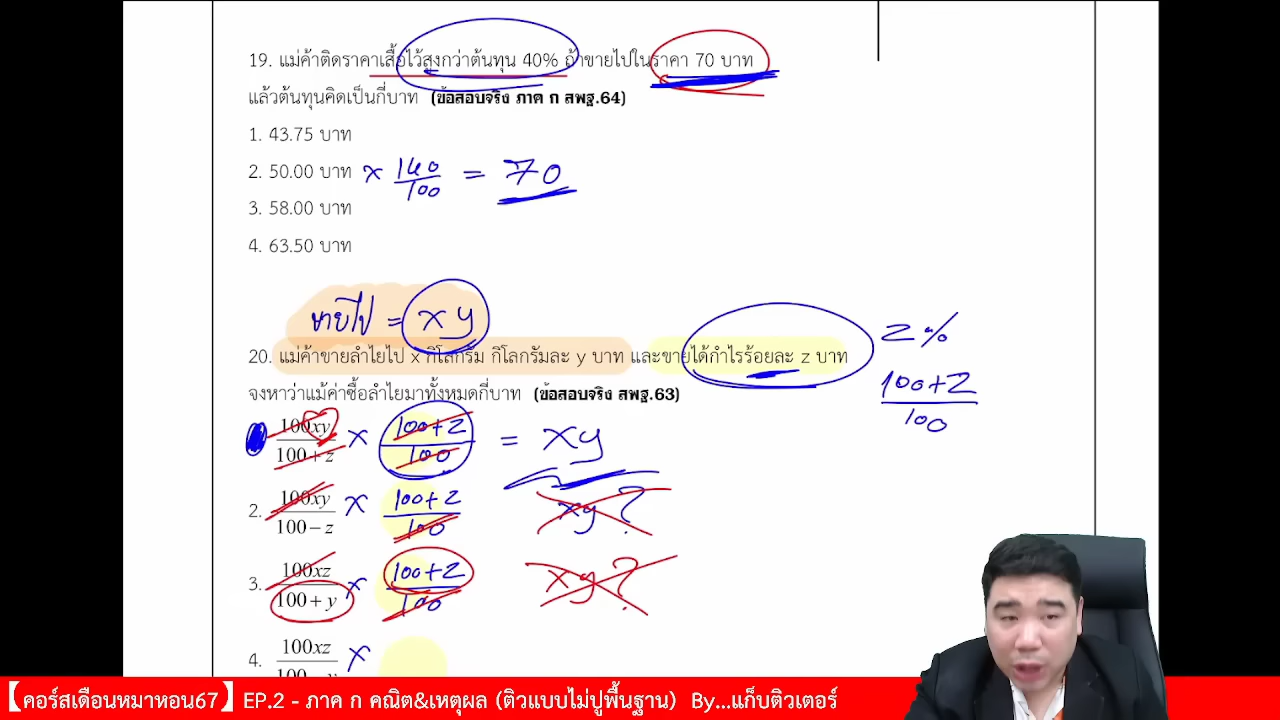 19. แม่ค้าติดราคาเสื้อไว้สูงกว่าต้นทุน 40% ถ้าขายไปในราคา 70 บาท
แล้วต้นทุนคิดเป็นกี่บาท (ข้อสอบจริง ภาค ก สพฐ.64)
1. 43.75 บาท
2. 50.00 บาท x 140/100 = 70
3. 58.00 บาท
4. 63.50 บาท
ขายไป = xy
z%
20. แม่ค้าขายลำไยไป x กิโลกรัม กิโลกรัมละ y บาท และขายได้กำไรร้อยละ z บาท
100+z/100
จงหาว่าแม้ค่าซื้อลำไยมาทั้งหมดกี่บาท (ข้อสอบจริง สพฐ.63)
100xy/100+z x 100+z/100 = xy
2. 100xy/100-z x 100+z/100 xy?
3. 100xz/100+y x 100+z/100 xy?
4. 100xz x
【คอร์สเดือนหมาหอน67】 EP.2 - ภาค ก คณิต&เหตุผล (ติวแบบไม่ปูพื้นฐาน) By...แก็บติวเตอร์